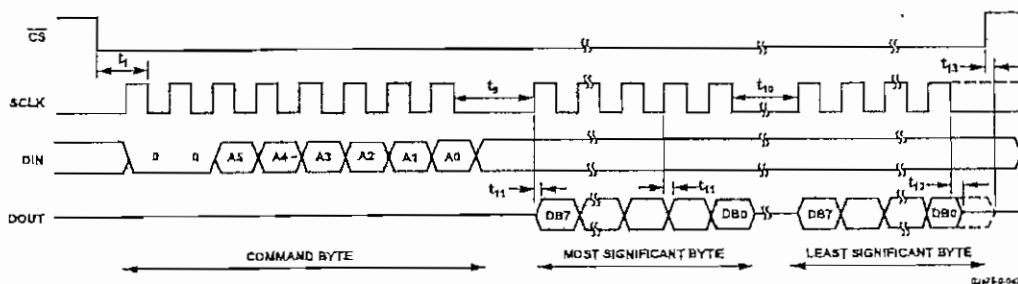 CS
t1
t13
SCLK
t9
t10
DIN
0 0 A5 A4 A3 A2 A1 A0
t11
t11
t12
DOUT
DB7 DB0 DB7 DB0
COMMAND BYTE
MOST SIGNIFICANT BYTE
LEAST SIGNIFICANT BYTE